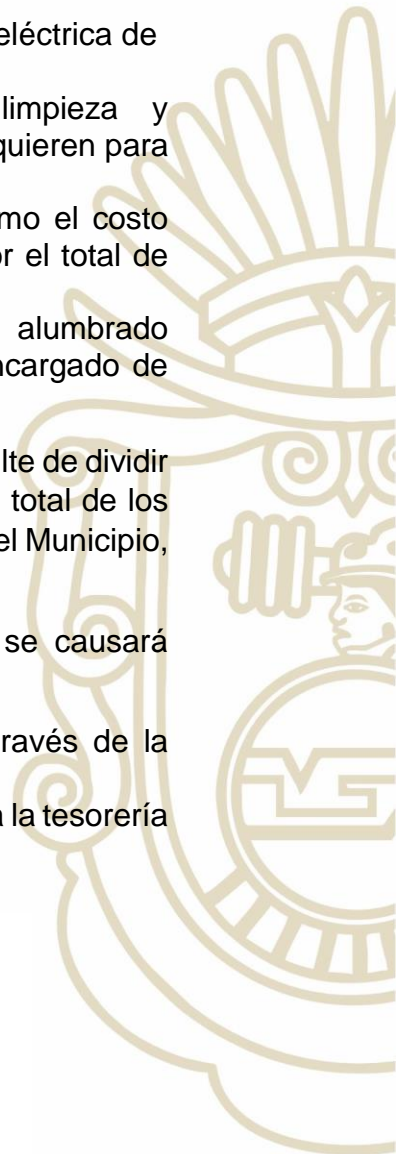 eléctrica de
limpieza y
quieren para
mo el costo
r el total de
alumbrado
ncargado de
lte de dividir
total de los
el Municipio,
se causará
ravés de la
a la tesorería